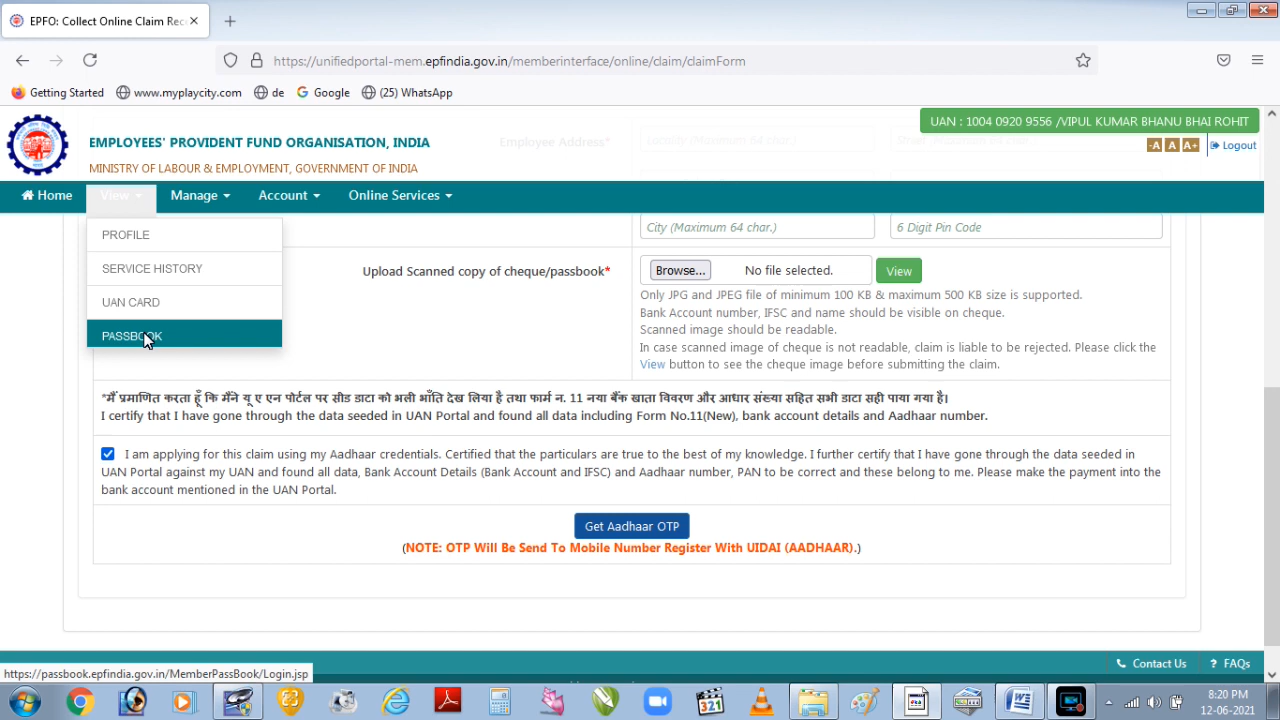 EPFO: Collect Online Claim Rec
https://unifiedportal-mem.epfindia.gov.in/memberinterface/online/claim/claimForm
Getting Started www.myplaycity.com de Google (25) WhatsApp
UAN : 1004 0920 9556 /VIPUL KUMAR BHANU BHAI ROHIT
EMPLOYEES' PROVIDENT FUND ORGANISATION, INDIA
Employee Address*
Locality (Maximum 64 char.)
-A A A+ Logout
MINISTRY OF LABOUR & EMPLOYMENT, GOVERNMENT OF INDIA
Home View Manage Account Online Services
PROFILE
SERVICE HISTORY
UAN CARD
PASSBOOK
City (Maximum 64 char.) 6 Digit Pin Code
Upload Scanned copy of cheque/passbook* Browse... No file selected. View
Only JPG and JPEG file of minimum 100 KB & maximum 500 KB size is supported.
Bank Account number, IFSC and name should be visible on cheque.
Scanned image should be readable.
In case scanned image of cheque is not readable, claim is liable to be rejected. Please click the
View button to see the cheque image before submitting the claim.
*मैं प्रमाणित करता हूँ कि मैंने यू ए एन पोर्टल पर सीड डाटा को भली भाँति देख लिया है तथा फार्म न. 11 नया बैंक खाता विवरण और आधार संख्या सहित सभी डाटा सही पाया गया है।
I certify that I have gone through the data seeded in UAN Portal and found all data including Form No.11(New), bank account details and Aadhaar number.
I am applying for this claim using my Aadhaar credentials. Certified that the particulars are true to the best of my knowledge. I further certify that I have gone through the data seeded in
UAN Portal against my UAN and found all data, Bank Account Details (Bank Account and IFSC) and Aadhaar number, PAN to be correct and these belong to me. Please make the payment into the
bank account mentioned in the UAN Portal.
Get Aadhaar OTP
(NOTE: OTP Will Be Send To Mobile Number Register With UIDAI (AADHAAR).)
Contact Us ? FAQs
https://passbook.epfindia.gov.in/MemberPassBook/Login.jsp
321
8:20 PM
12-06-2021